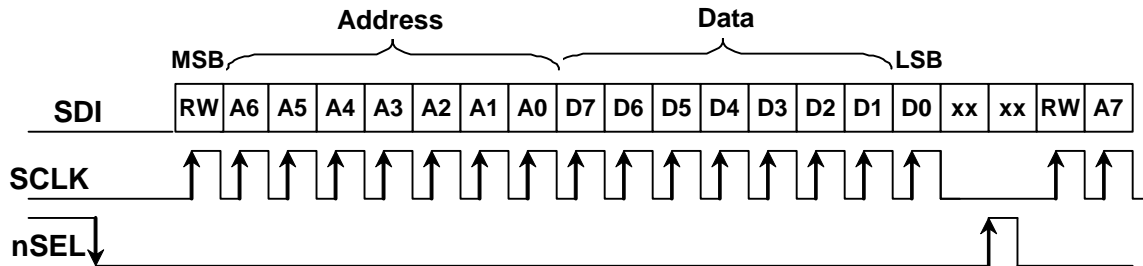 Address Data
MSB LSB
SDI RW A6 A5 A4 A3 A2 A1 A0 D7 D6 D5 D4 D3 D2 D1 D0 xx xx RW A7
SCLK
nSEL